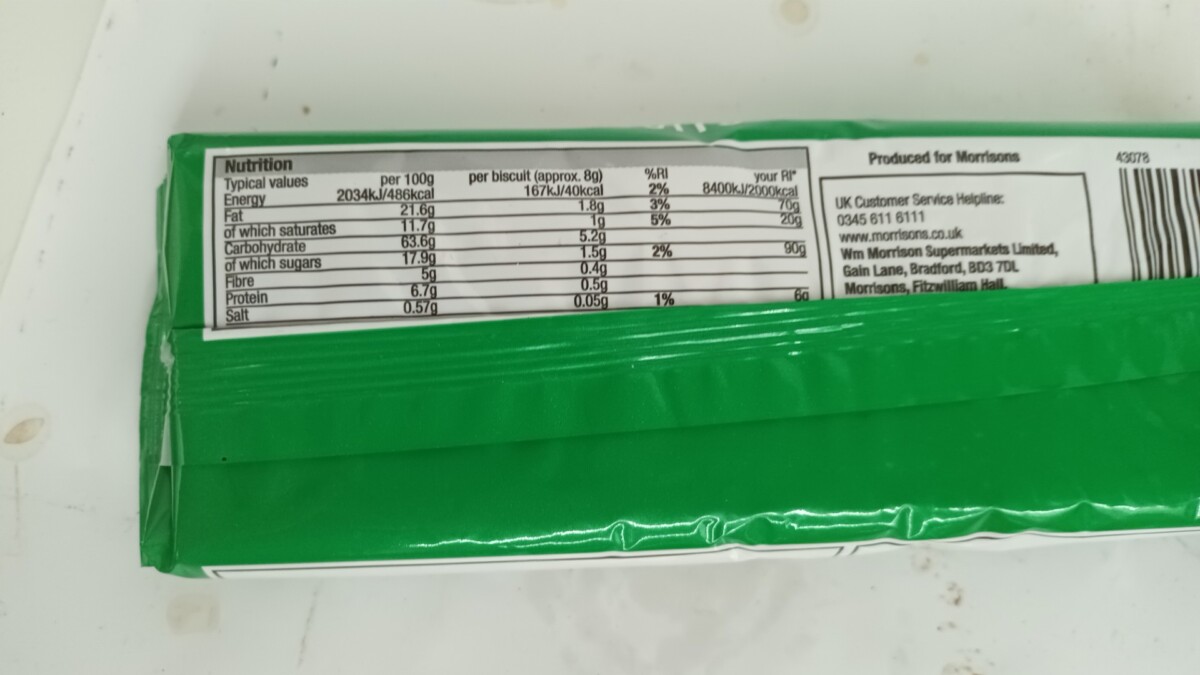 Nutrition
Typical values per 100g per biscuit (approx. 8g) %RI your RI*
Energy 2034kJ/486kcal 167kJ/40kcal 2% 8400kJ/2000kcal
Fat 21.6g 1.8g 3% 70g
of which saturates 11.7g 1g 5% 20g
Carbohydrate 63.6g 5.2g
of which sugars 17.9g 1.5g 2% 90g
Fibre 5g 0.4g
Protein 6.7g 0.5g
Salt 0.57g 0.05g 1% 6g
Produced for Morrisons
UK Customer Service Helpline:
0345 611 6111
www.morrisons.co.uk
Wm Morrison Supermarkets Limited,
Gain Lane, Bradford, BD3 7DL
Morrisons, Fitzwilliam Hall,
43078